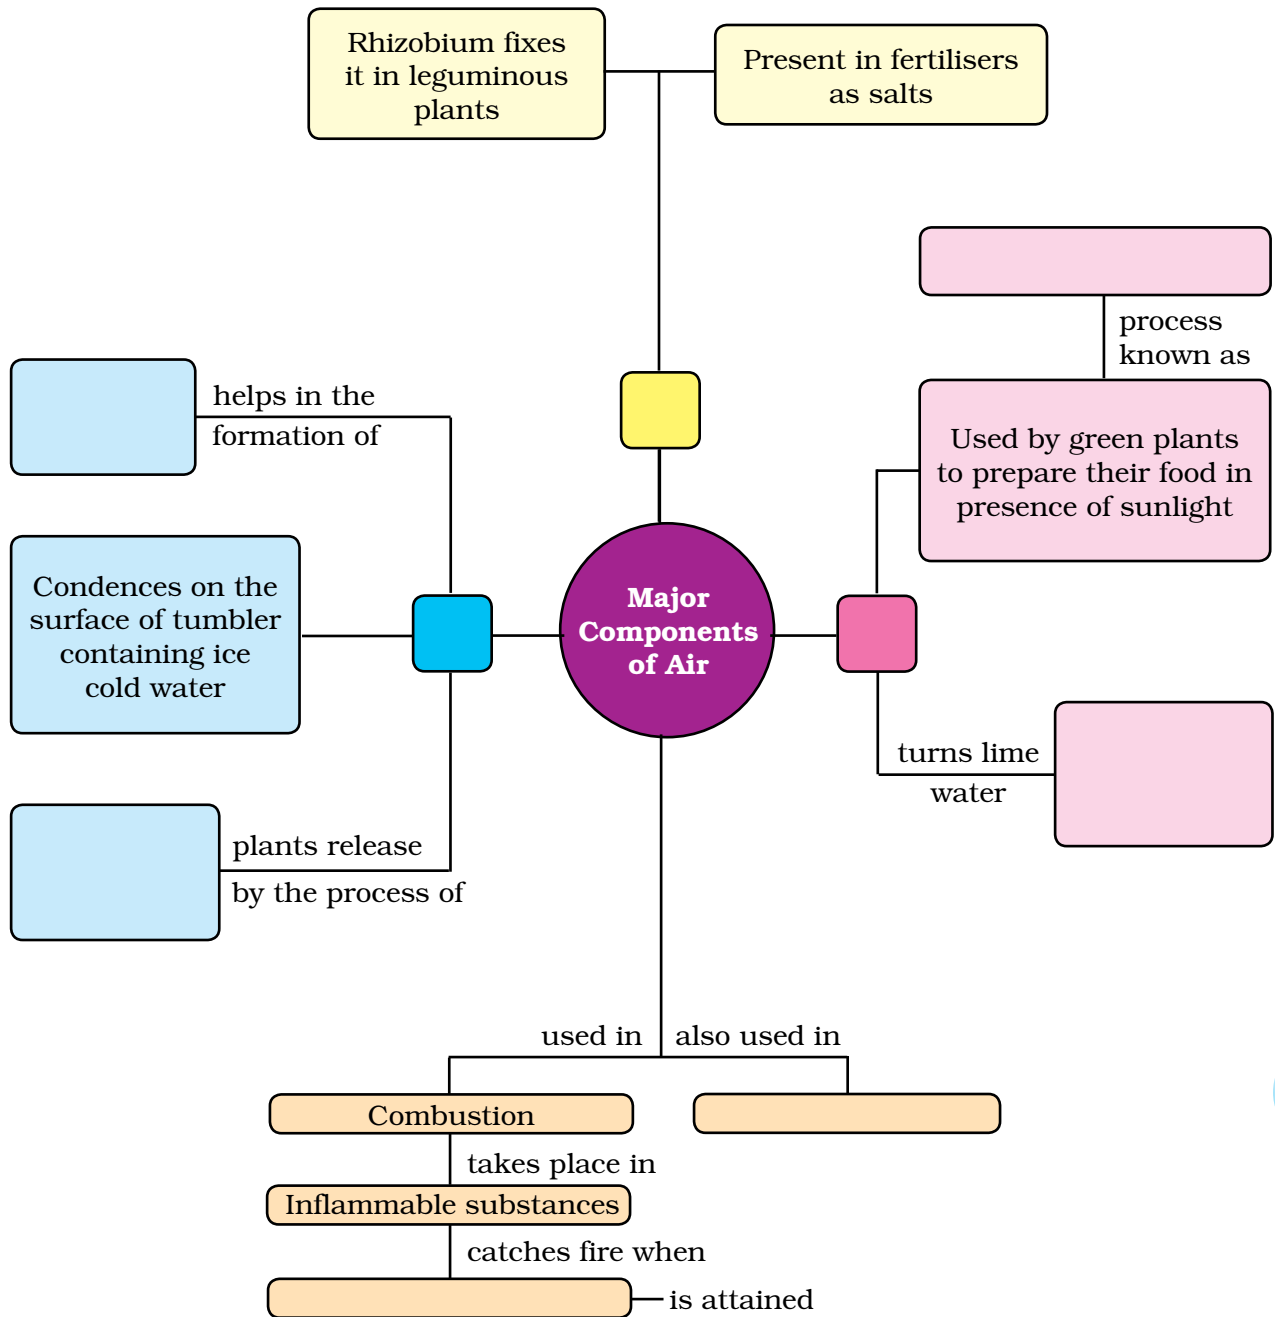 Rhizobium fixes
it in leguminous
plants
Present in fertilisers
as salts
process
known as
helps in the
formation of
Used by green plants
to prepare their food in
presence of sunlight
Condences on the
surface of tumbler
containing ice
cold water
Major
Components
of Air
turns lime
water
plants release
by the process of
used in
also used in
Combustion
takes place in
Inflammable substances
catches fire when
is attained